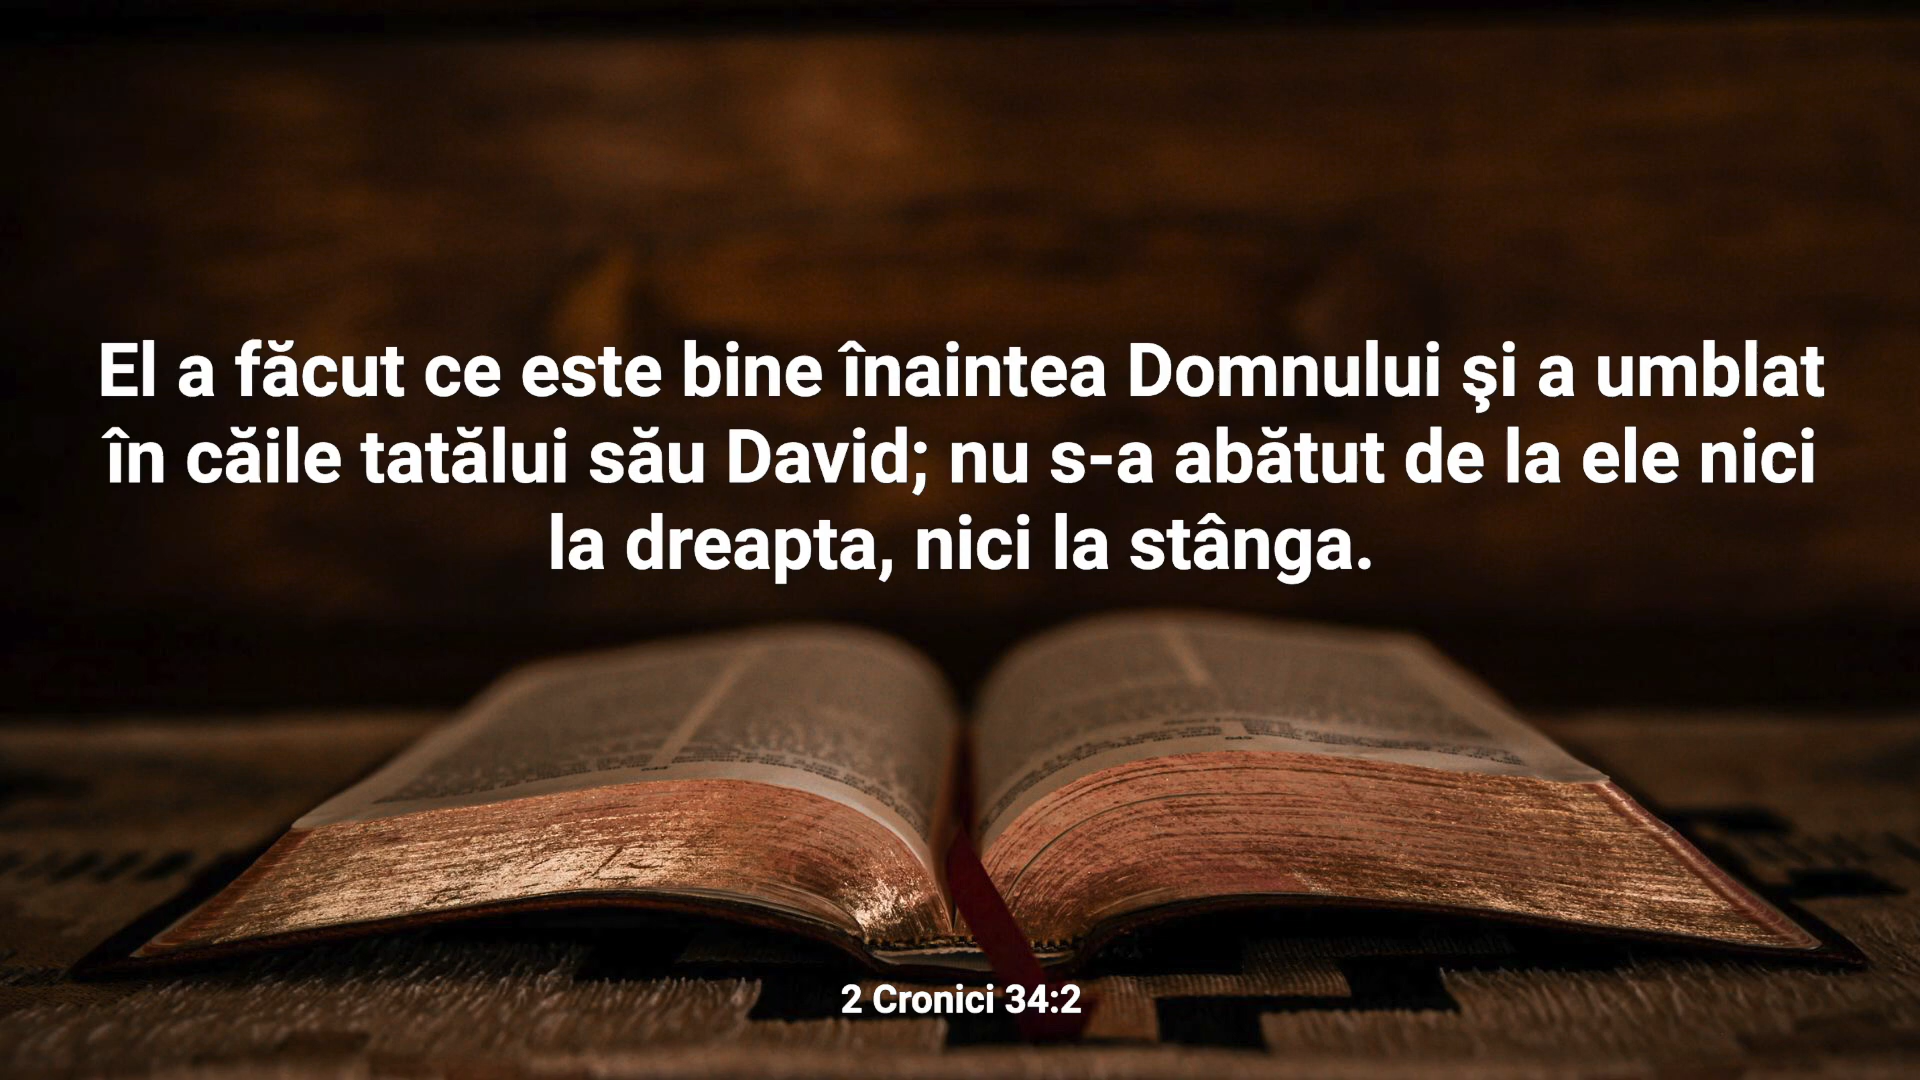 El a făcut ce este bine înaintea Domnului şi a umblat
în căile tatălui său David; nu s-a abătut de la ele nici
la dreapta, nici la stânga.
2 Cronici 34:2